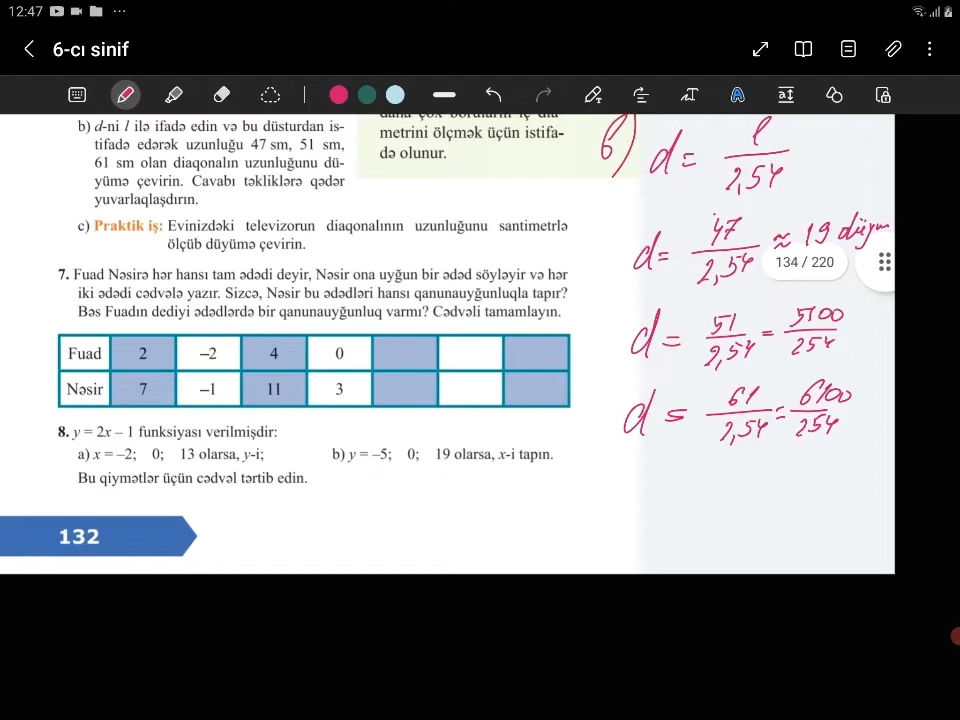 12:47
6-cı sinif
b) d-ni l ilə ifadə edin və bu düsturdan is-
tifadə edərək uzunluğu 47 sm, 51 sm,
61 sm olan diaqonalın uzunluğunu dü-
yümə çevirin. Cavabı təkliklərə qədər
yuvarlaqlaşdırın.
metrini ölçmək üçün istifa-
də olunur.
c) Praktik iş: Evinizdəki televizorun diaqonalının uzunluğunu santimetrlə
ölçüb düyümə çevirin.
7. Fuad Nəsirə hər hansı tam ədədi deyir, Nəsir ona uyğun bir ədəd söyləyir və hər
iki ədədi cədvələ yazır. Sizcə, Nəsir bu ədədləri hansı qanunauyğunluqla tapır?
Bəs Fuadın dediyi ədədlərdə bir qanunauyğunluq varmı? Cədvəli tamamlayın.
Fuad 2 –2 4 0
Nəsir 7 –1 11 3
8. y = 2x – 1 funksiyası verilmişdir:
a) x = –2; 0; 13 olarsa, y-i; b) y = –5; 0; 19 olarsa, x-i tapın.
Bu qiymətlər üçün cədvəl tərtib edin.
132
b) d = l / 2,54
d = 47 / 2,54 ≈ 19 düym
134 / 220
d = 51 / 2,54 = 5100 / 254
d = 61 / 2,54 = 6100 / 254